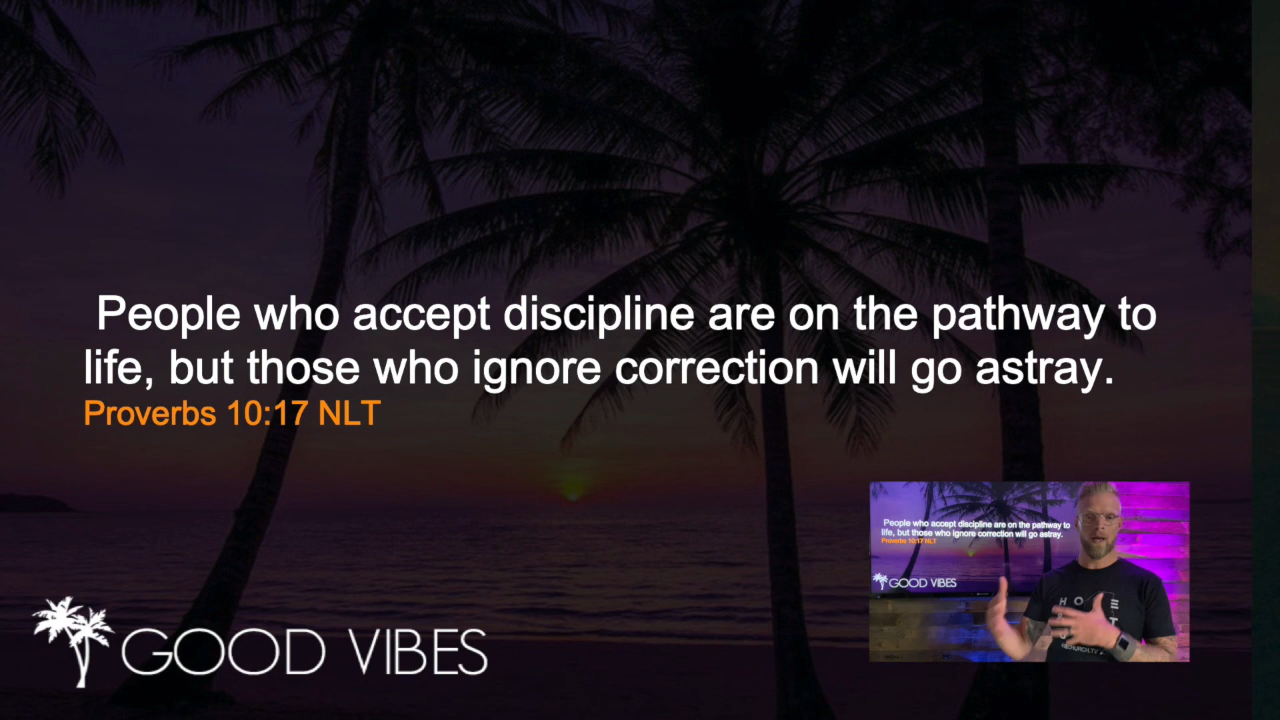 People who accept discipline are on the pathway to
life, but those who ignore correction will go astray.
Proverbs 10:17 NLT
GOOD VIBES
People who accept discipline are on the pathway to
life, but those who ignore correction will go astray.
Proverbs 10:17 NLT
GOOD VIBES